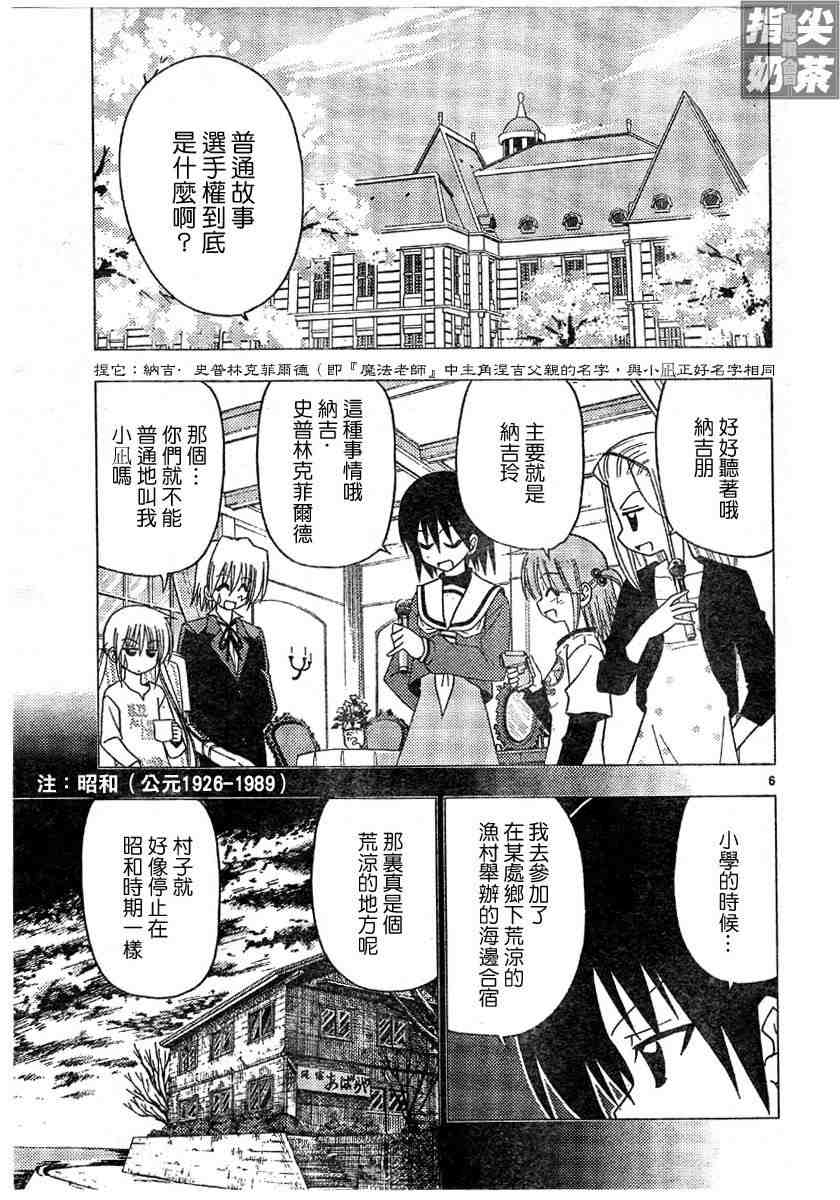 指尖
奶茶
普通故事
選手權到底
是什麼啊？
捏它：納吉·史普林克菲爾德（即『魔法老師』中主角涅吉父親的名字，與小凪正好名字相同
好好聽著哦
納吉朋
主要就是
納吉玲
這種事情哦
納吉·
史普林克菲爾德
那個…
你們就不能
普通地叫我
小凪嗎
注：昭和（公元1926-1989）
6
小學的時候…
我去參加了
在某處鄉下荒涼的
漁村舉辦的海邊合宿
那裏真是個
荒涼的地方呢
村子就
好像停止在
昭和時期一樣
民宿
あばらや